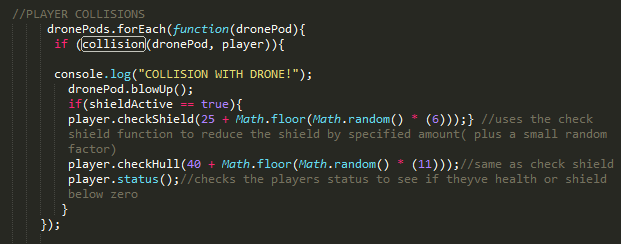 //PLAYER COLLISIONS
dronePods.forEach(function(dronePod){
if (collision(dronePod, player)){
console.log("COLLISION WITH DRONE!");
dronePod.blowUp();
if(shieldActive == true){
player.checkShield(25 + Math.floor(Math.random() * (6)));} //uses the check
shield function to reduce the shield by specified amount( plus a small random
factor)
player.checkHull(40 + Math.floor(Math.random() * (11)));//same as check shield
player.status();//checks the players status to see if theyve health or shield
below zero
}
});